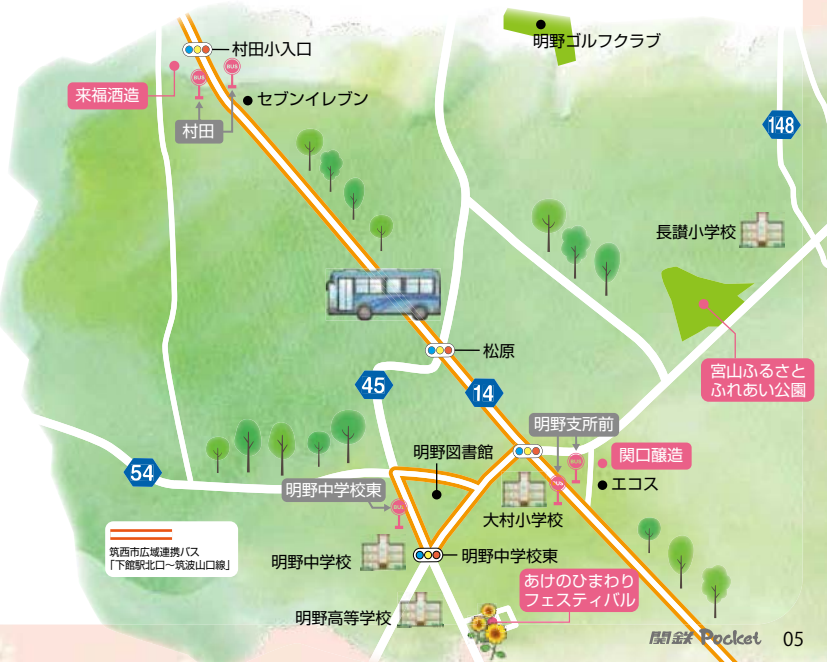 村田小入口
明野ゴルフクラブ
来福酒造
BUS
BUS
セブンイレブン
村田
148
長讃小学校
松原
宮山ふるさと
ふれあい公園
45
14
明野支所前
明野図書館
関口醸造
BUS
54
エコス
BUS
明野中学校東
大村小学校
BUS
筑西市広域連携バス
「下館駅北口～筑波山口線」
明野中学校
明野中学校東
あけのひまわり
フェスティバル
明野高等学校
関鉄 Pocket 05